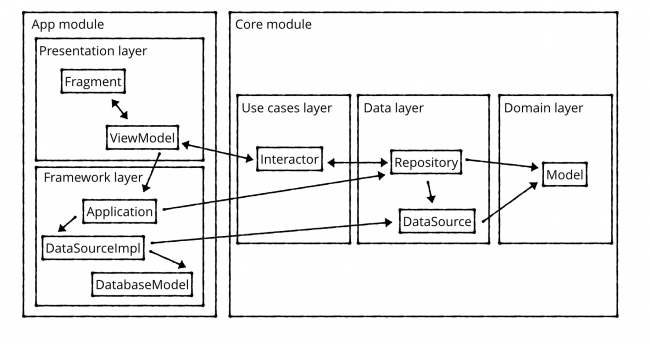 App module
Presentation layer
Fragment
ViewModel
Framework layer
Application
DataSourceImpl
DatabaseModel
Core module
Use cases layer
Interactor
Data layer
Repository
DataSource
Domain layer
Model